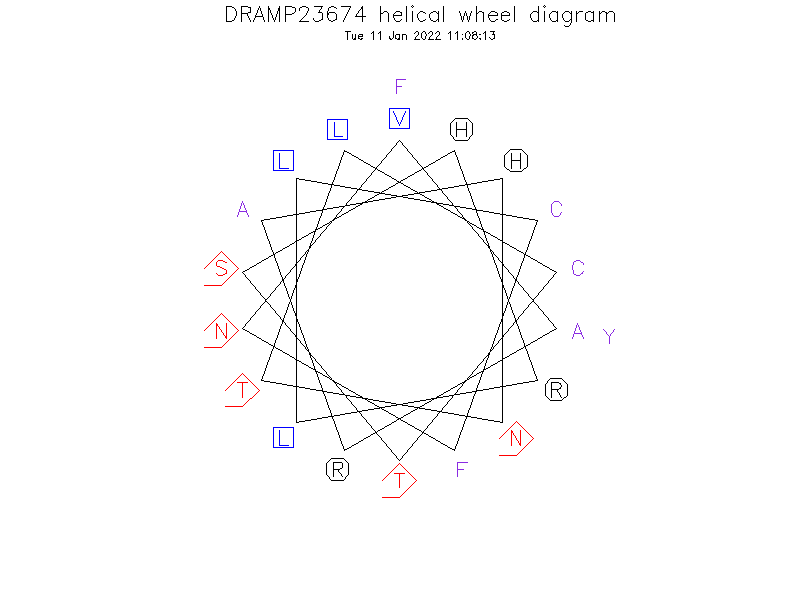 DRAMP23674 helical wheel diagram
Tue 11 Jan 2022 11:08:13
F
L V H
L H
A C
S C
N A Y
T R
L N
R T F